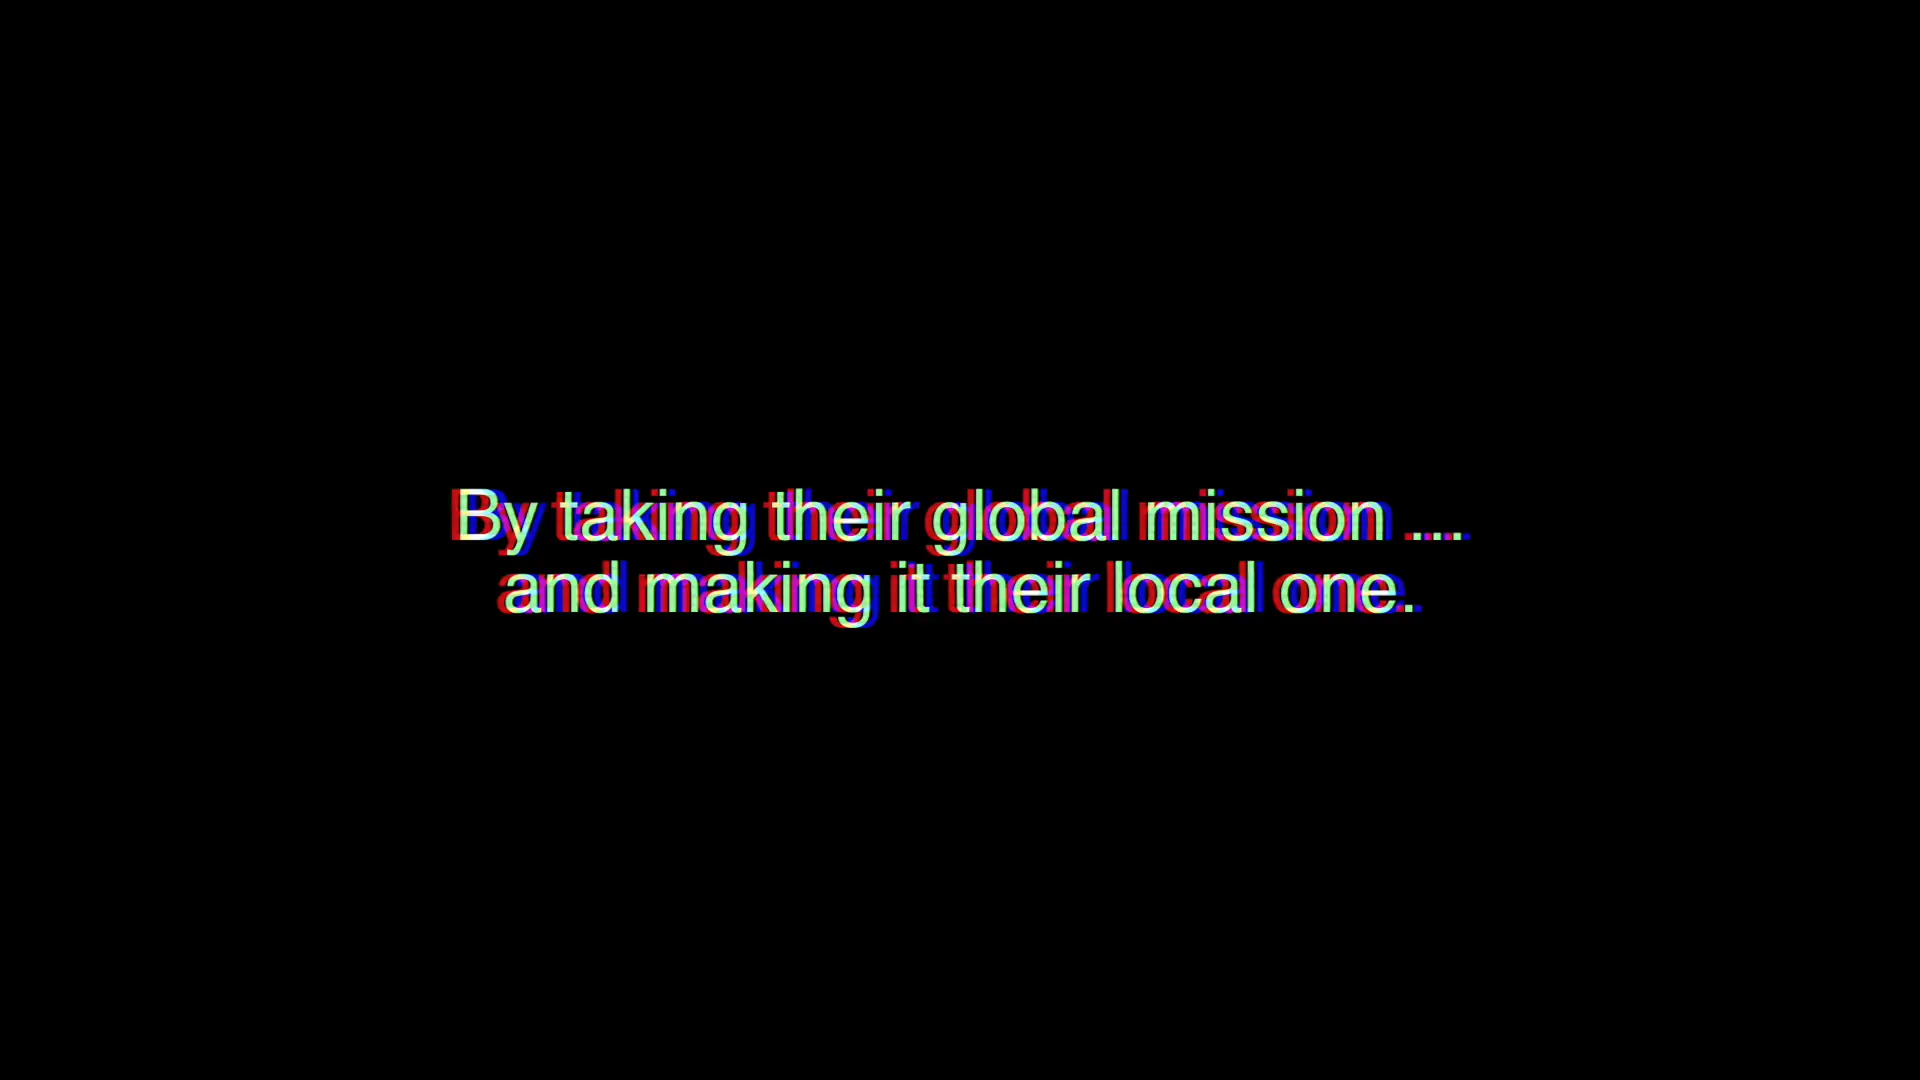 By taking their global mission ....
and making it their local one.